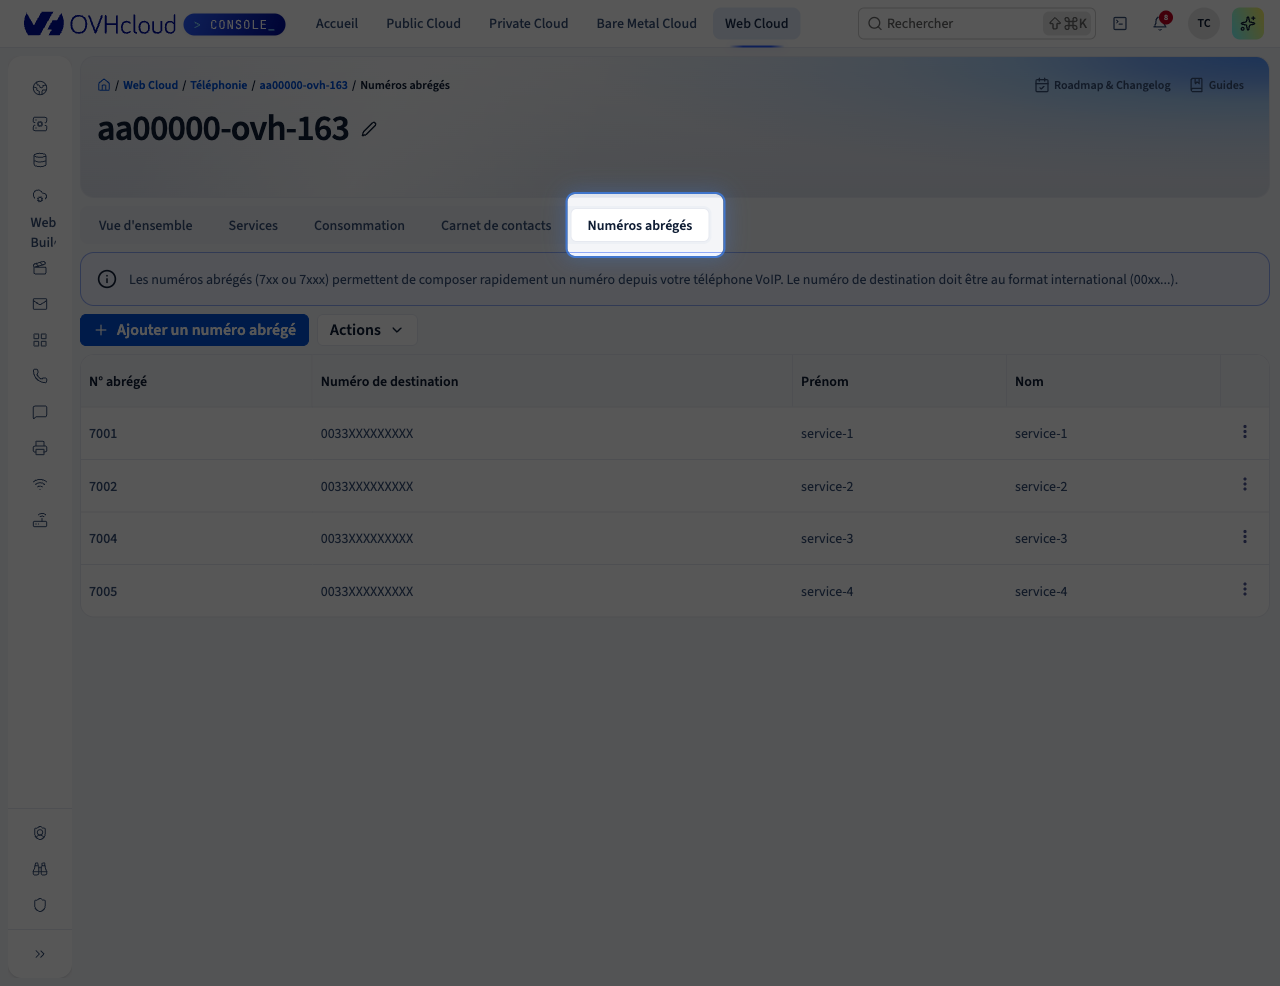 OVHcloud > CONSOLE_ Accueil Public Cloud Private Cloud Bare Metal Cloud Web Cloud Rechercher ⇧⌘K 8 TC
/ Web Cloud / Téléphonie / aa00000-ovh-163 / Numéros abrégés Roadmap & Changelog Guides
aa00000-ovh-163
Web
Buil
Vue d'ensemble Services Consommation Carnet de contacts Numéros abrégés
Les numéros abrégés (7xx ou 7xxx) permettent de composer rapidement un numéro depuis votre téléphone VoIP. Le numéro de destination doit être au format international (00xx...).
+ Ajouter un numéro abrégé Actions
N° abrégé Numéro de destination Prénom Nom
7001 0033XXXXXXXXX service-1 service-1
7002 0033XXXXXXXXX service-2 service-2
7004 0033XXXXXXXXX service-3 service-3
7005 0033XXXXXXXXX service-4 service-4